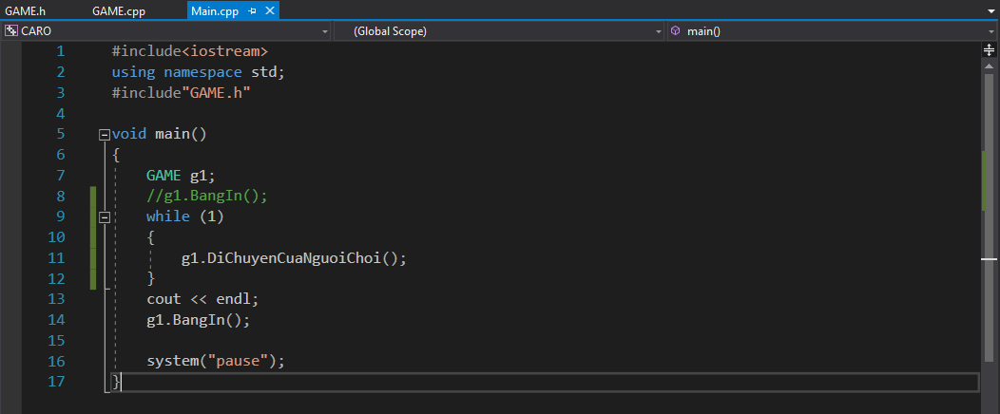 GAME.h GAME.cpp Main.cpp
CARO (Global Scope) main()
1 #include<iostream>
2 using namespace std;
3 #include"GAME.h"
4
5 void main()
6 {
7 GAME g1;
8 //g1.BangIn();
9 while (1)
10 {
11 g1.DiChuyenCuaNguoiChoi();
12 }
13 cout << endl;
14 g1.BangIn();
15
16 system("pause");
17 }